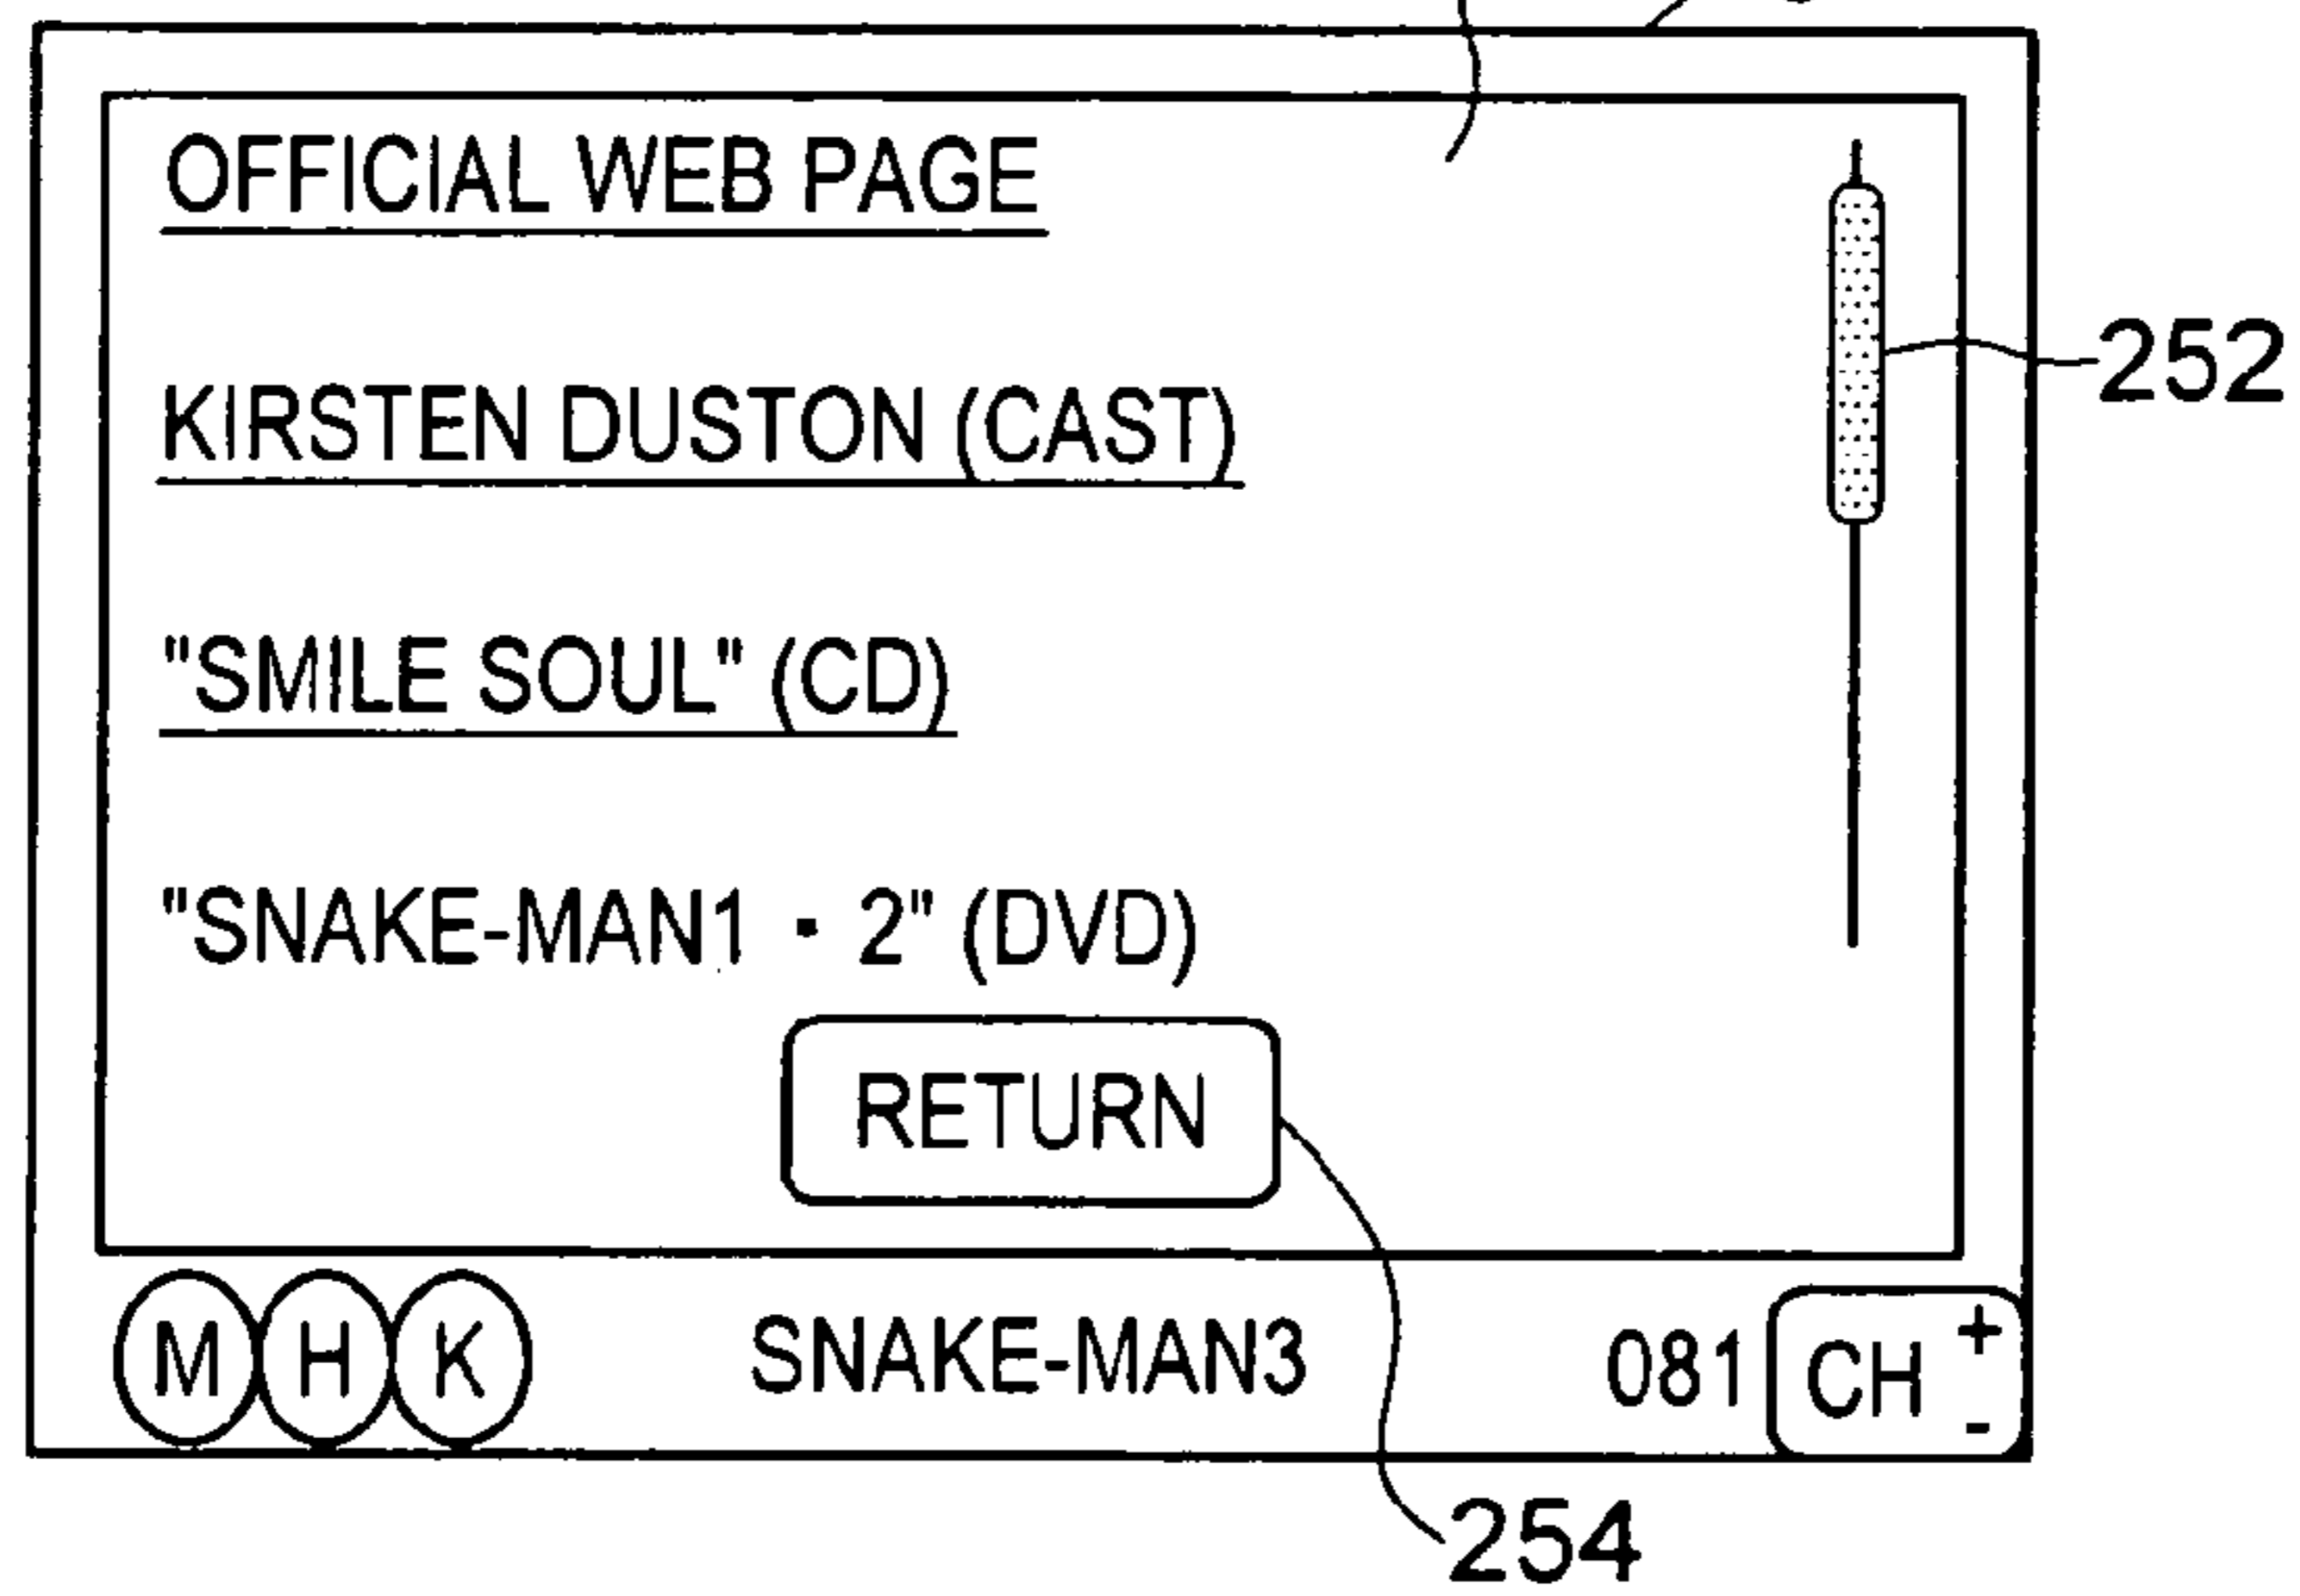 OFFICIAL WEB PAGE
KIRSTEN DUSTON (CAST)
252
"SMILE SOUL" (CD)
"SNAKE-MAN1 ・ 2" (DVD)
RETURN
M H K SNAKE-MAN3 081 CH + -
254